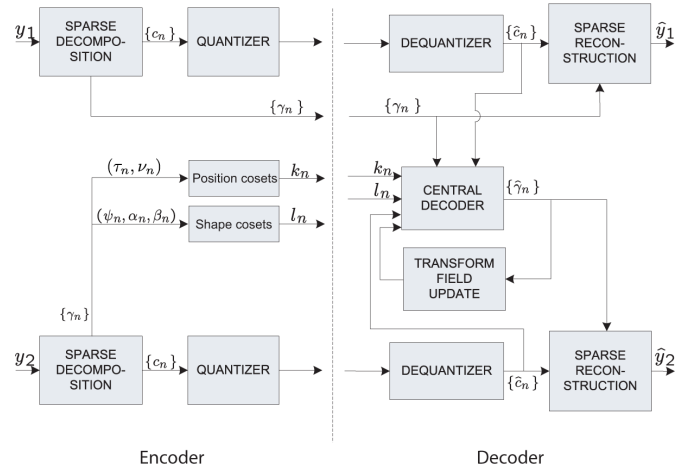 y1
SPARSE
DECOMPO-
SITION
{c_n}
QUANTIZER
{γ_n}
(τ_n, ν_n)
Position cosets
k_n
(ψ_n, α_n, β_n)
Shape cosets
l_n
{γ_n}
y2
SPARSE
DECOMPO-
SITION
{c_n}
QUANTIZER
Encoder
DEQUANTIZER
{ĉ_n}
SPARSE
RECON-
STRUCTION
ŷ1
{γ_n}
k_n
l_n
CENTRAL
DECODER
{γ̂_n}
TRANSFORM
FIELD
UPDATE
DEQUANTIZER
{ĉ_n}
SPARSE
RECON-
STRUCTION
ŷ2
Decoder